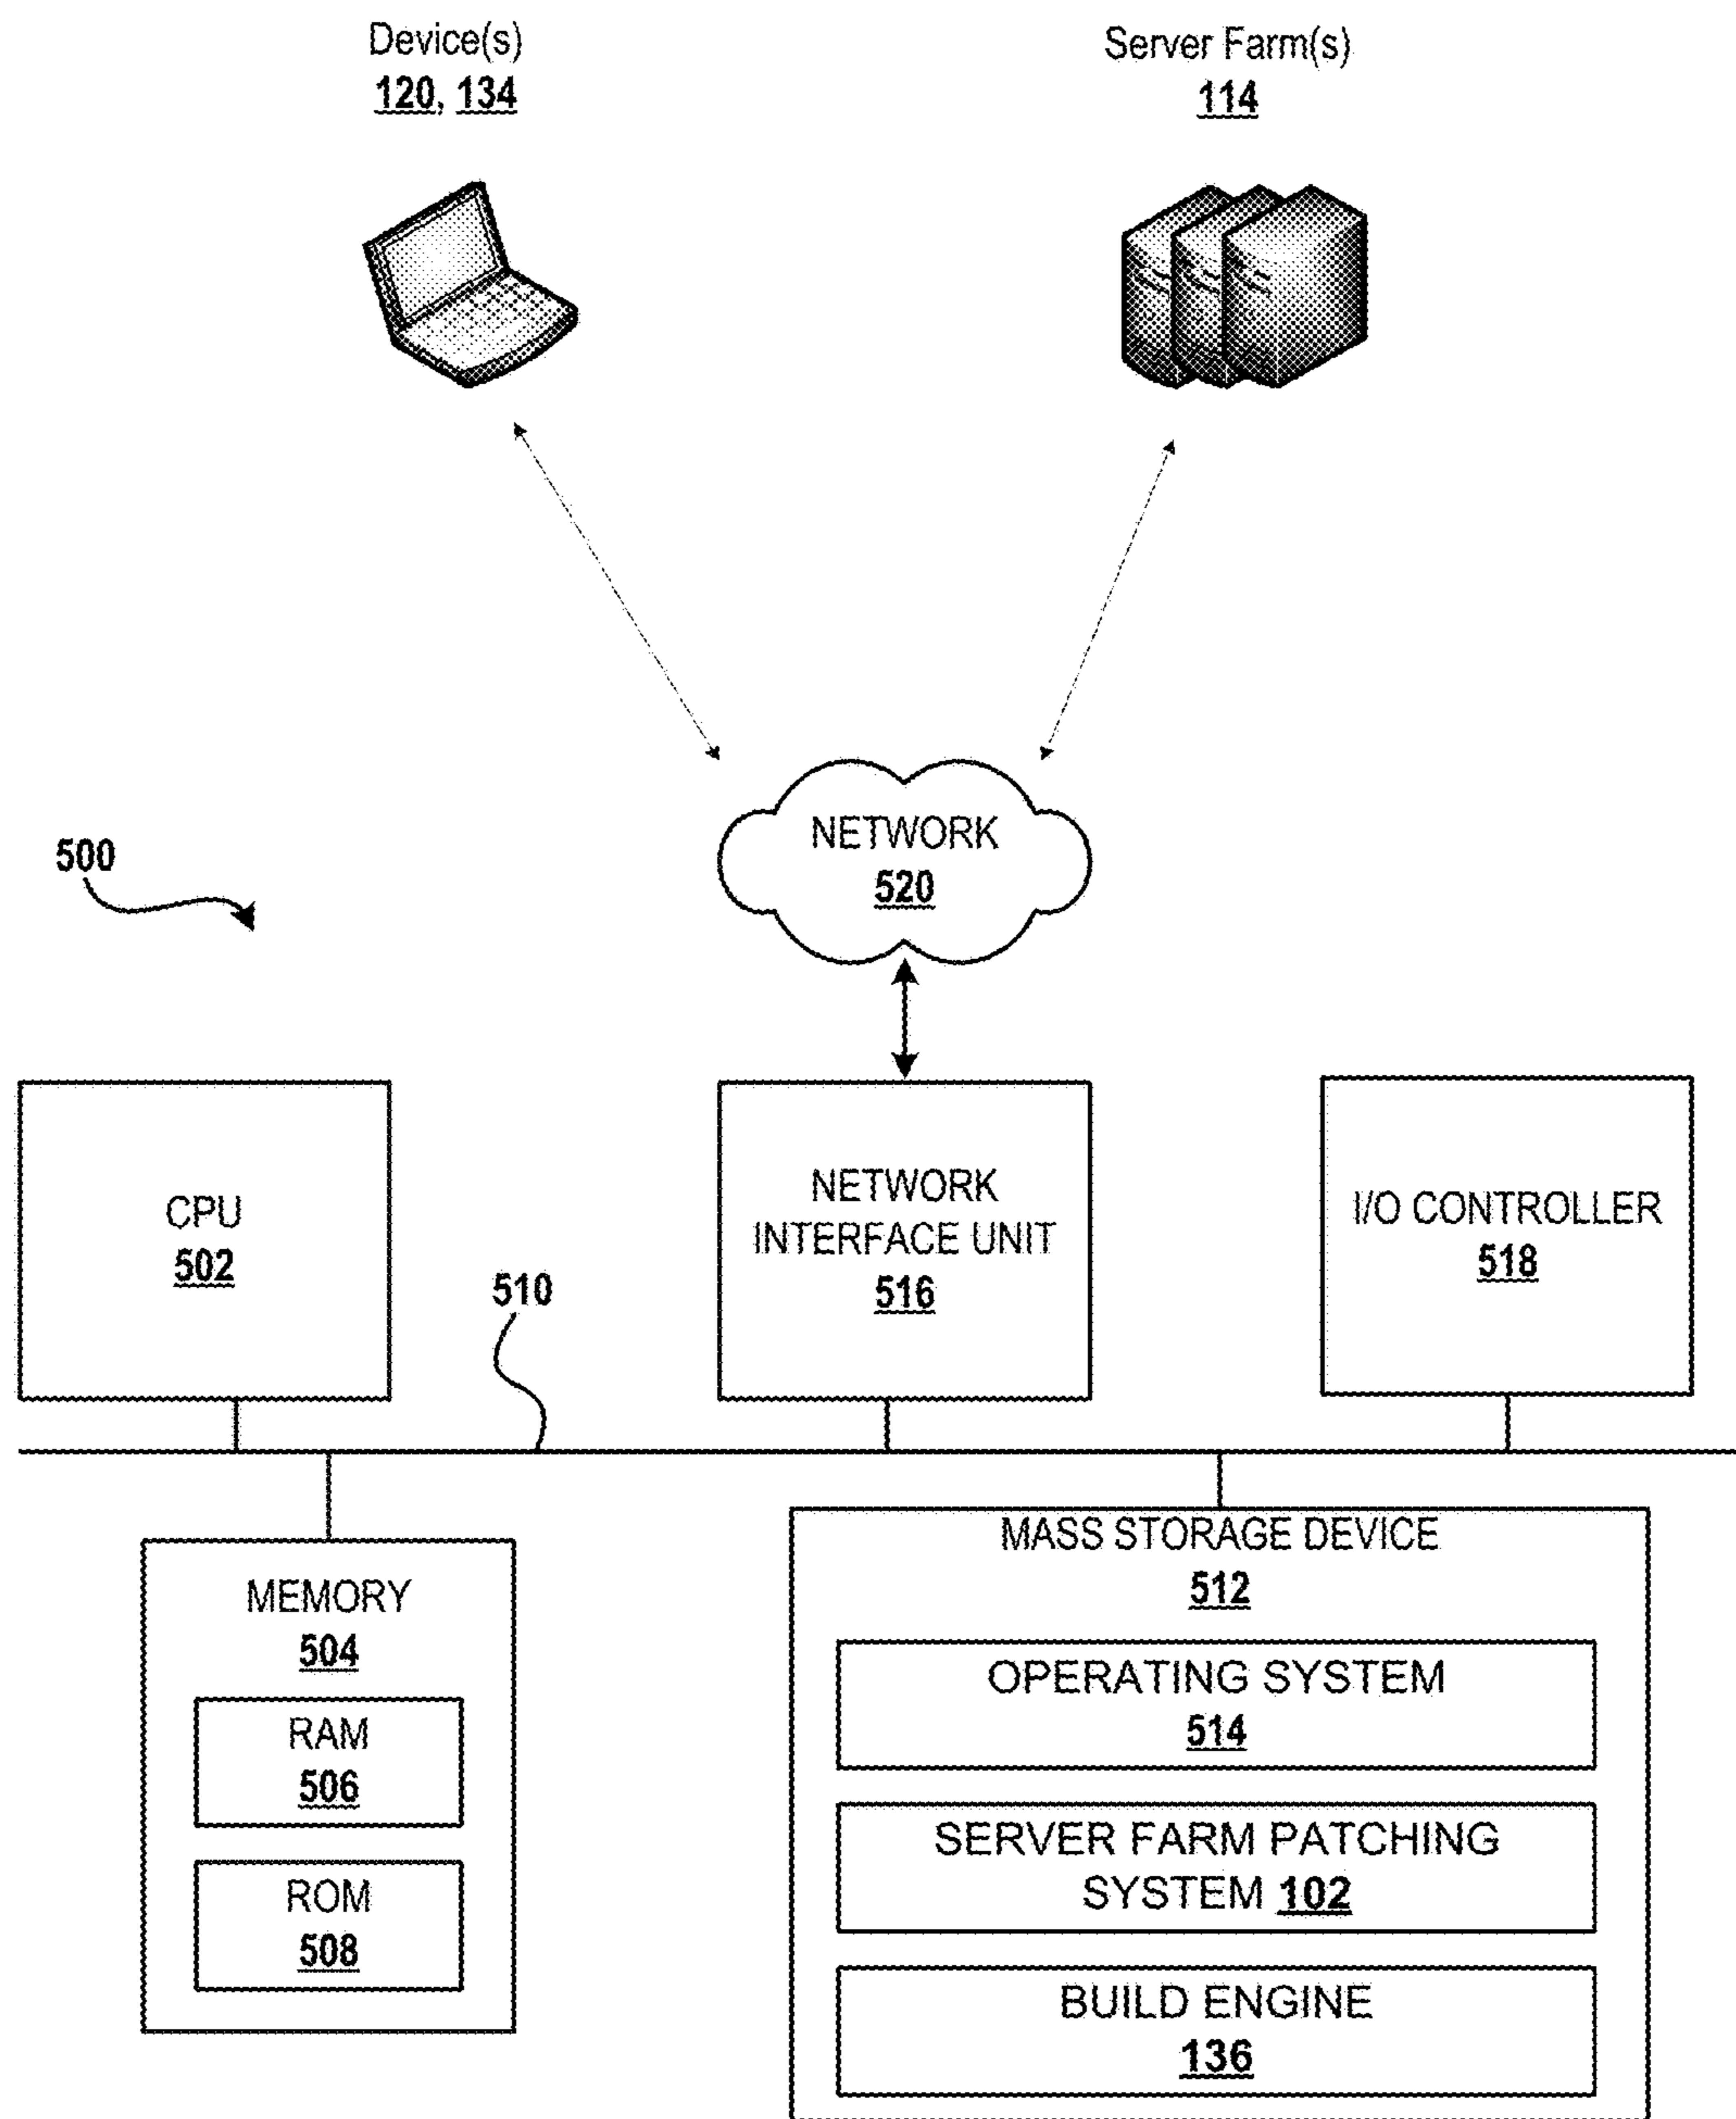 Device(s)
120, 134
Server Farm(s)
114
NETWORK
520
500
CPU
502
NETWORK
INTERFACE UNIT
516
I/O CONTROLLER
518
510
MEMORY
504
RAM
506
ROM
508
MASS STORAGE DEVICE
512
OPERATING SYSTEM
514
SERVER FARM PATCHING
SYSTEM 102
BUILD ENGINE
136